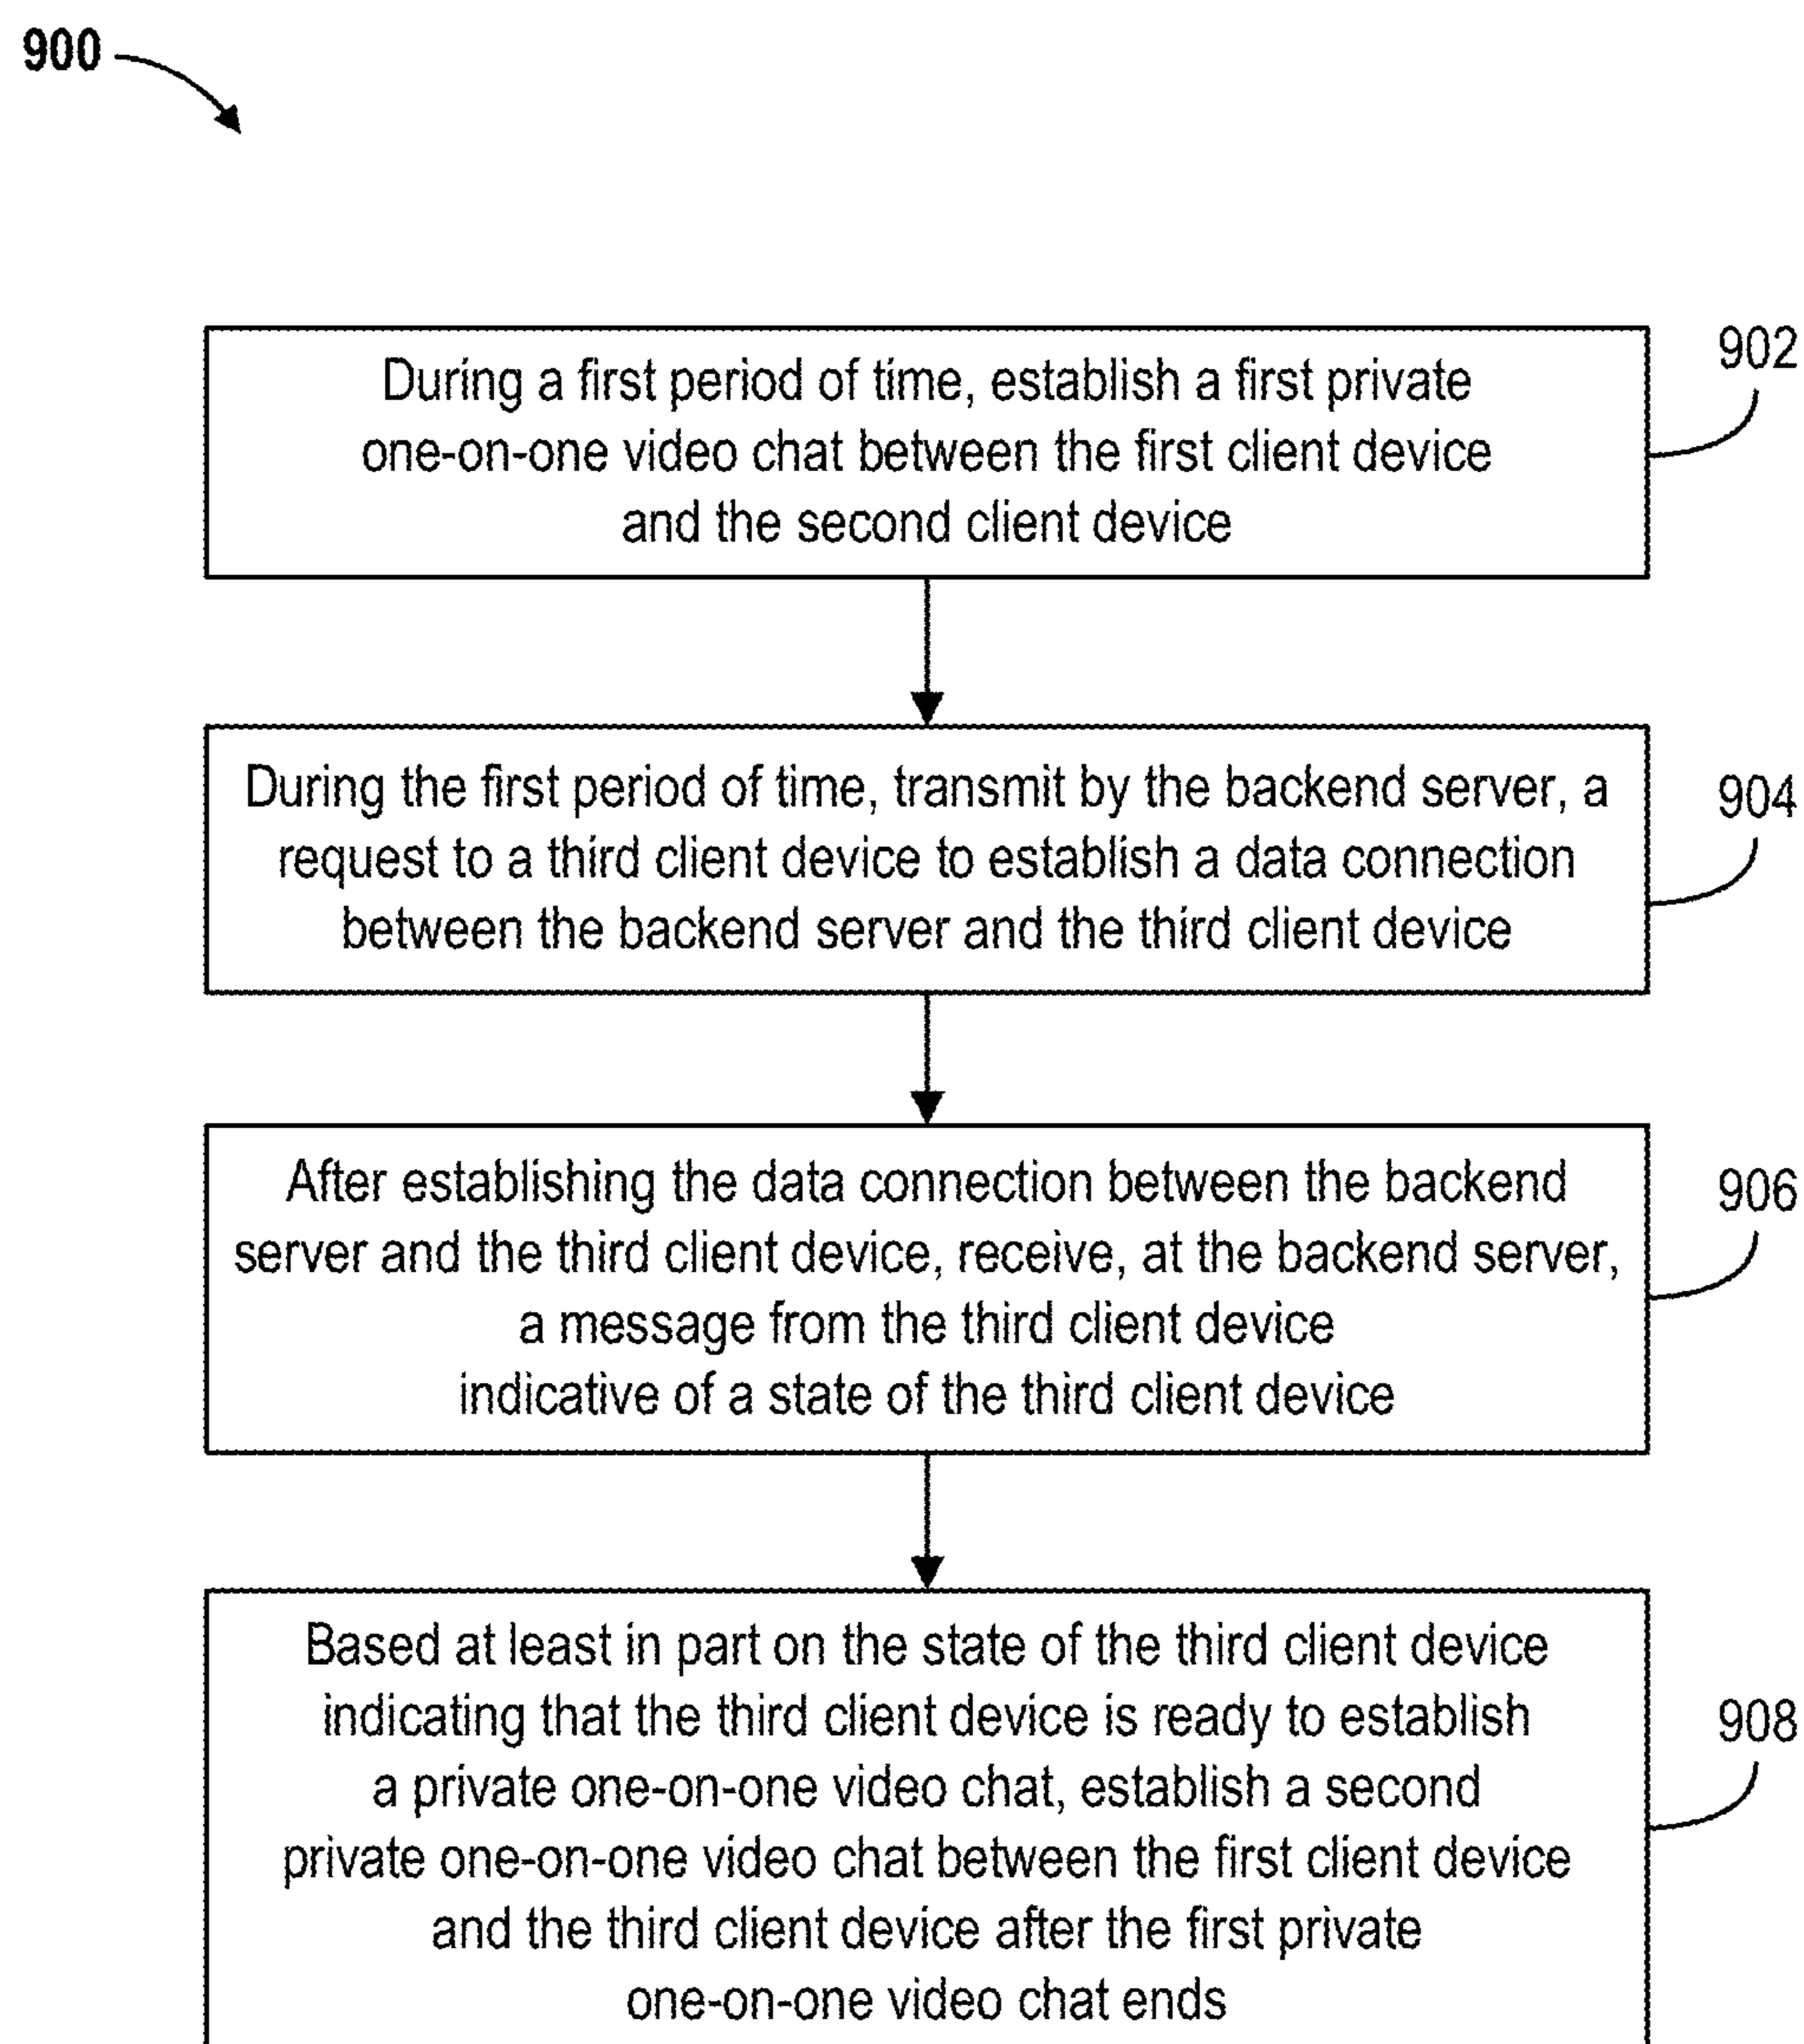 900
During a first period of time, establish a first private
one-on-one video chat between the first client device
and the second client device
902
During the first period of time, transmit by the backend server, a
request to a third client device to establish a data connection
between the backend server and the third client device
904
After establishing the data connection between the backend
server and the third client device, receive, at the backend server,
a message from the third client device
indicative of a state of the third client device
906
Based at least in part on the state of the third client device
indicating that the third client device is ready to establish
a private one-on-one video chat, establish a second
private one-on-one video chat between the first client device
and the third client device after the first private
one-on-one video chat ends
908